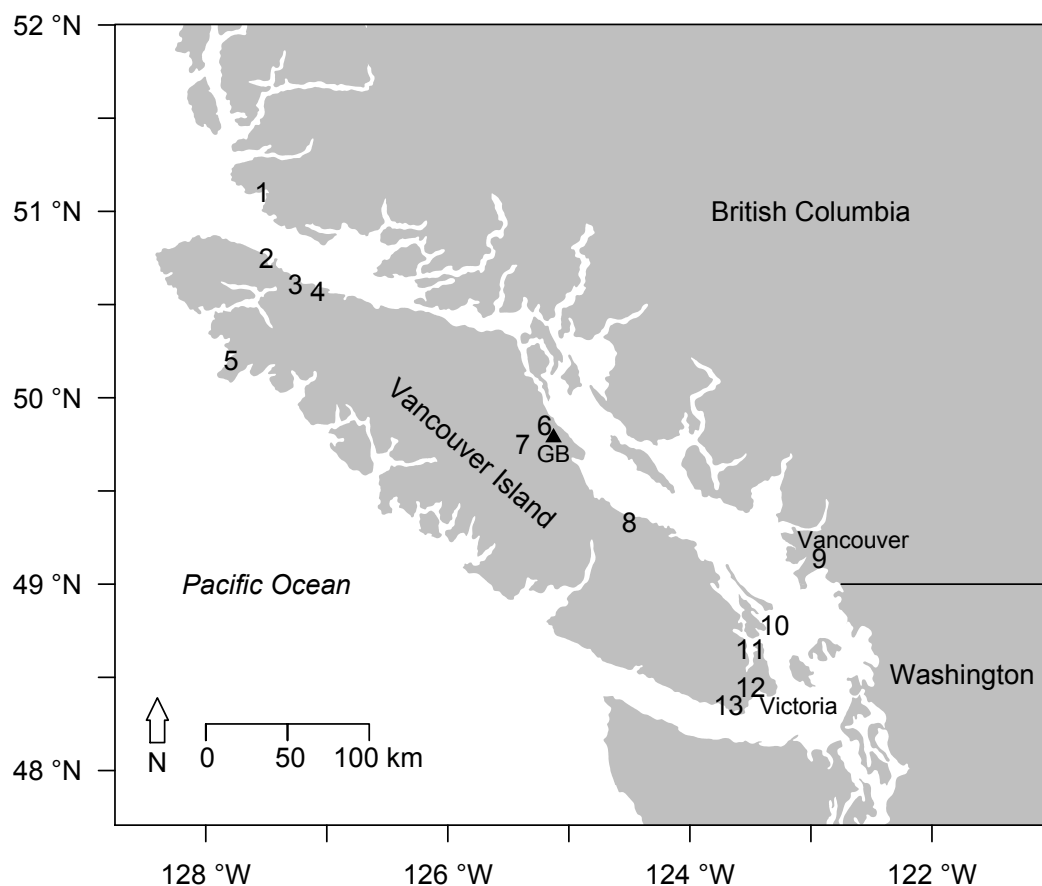 52 °N
1
51 °N
British Columbia
2
3
4
5
50 °N
Vancouver Island
6
7
GB
8
Vancouver
9
49 °N
Pacific Ocean
10
11
Washington
12
Victoria
13
N
0 50 100 km
48 °N
128 °W 126 °W 124 °W 122 °W